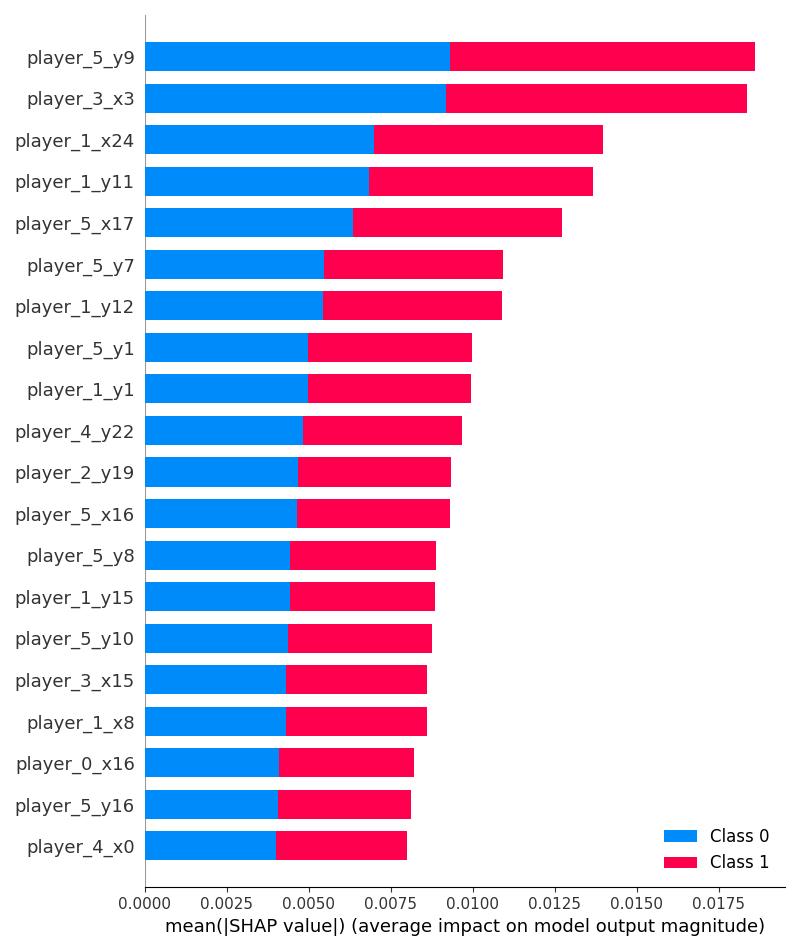 player_5_y9
player_3_x3
player_1_x24
player_1_y11
player_5_x17
player_5_y7
player_1_y12
player_5_y1
player_1_y1
player_4_y22
player_2_y19
player_5_x16
player_5_y8
player_1_y15
player_5_y10
player_3_x15
player_1_x8
player_0_x16
player_5_y16
player_4_x0
Class 0
Class 1
0.0000 0.0025 0.0050 0.0075 0.0100 0.0125 0.0150 0.0175
mean(|SHAP value|) (average impact on model output magnitude)